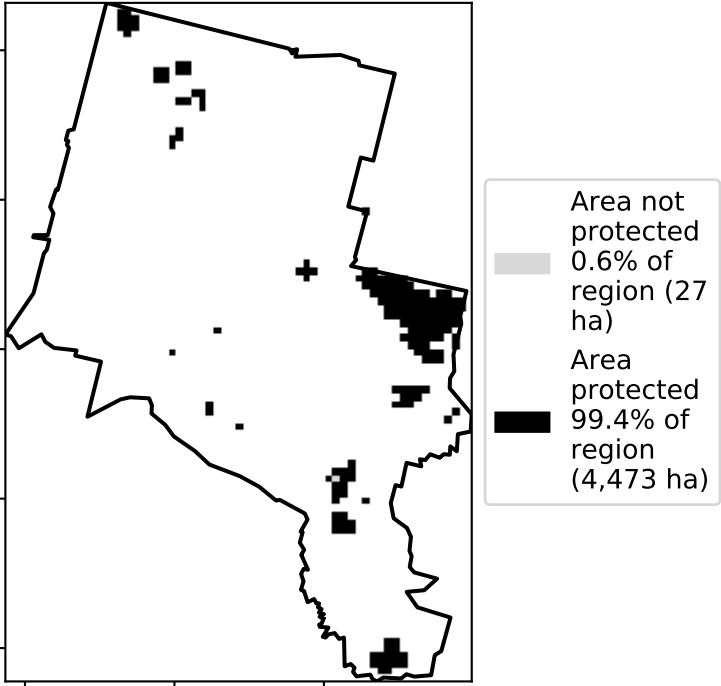 Area not
protected
0.6% of
region (27
ha)
Area
protected
99.4% of
region
(4,473 ha)